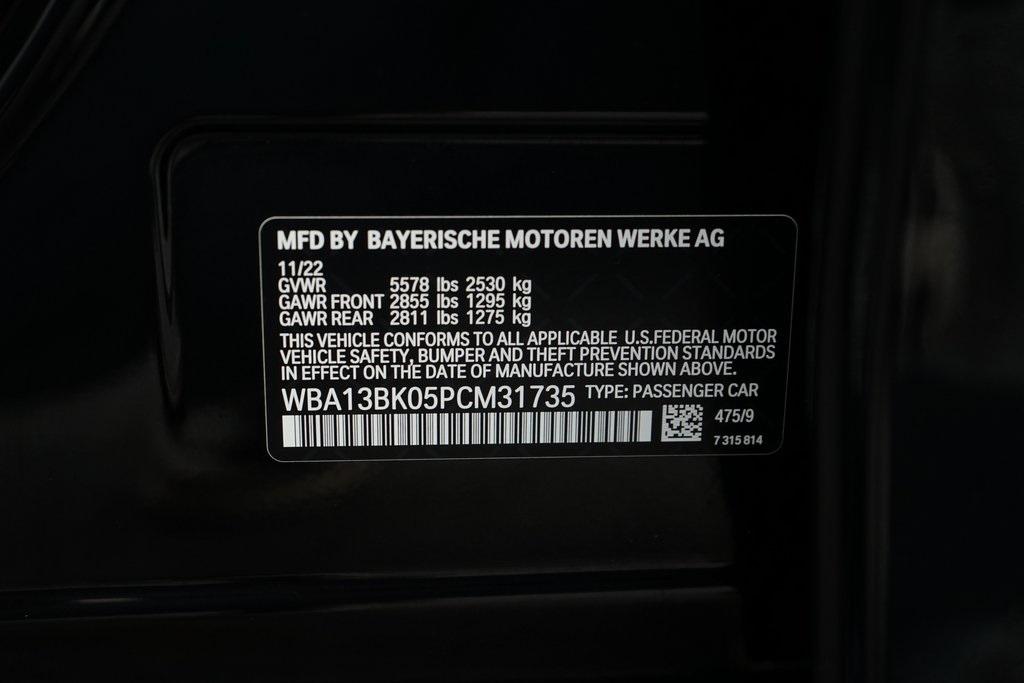 MFD BY BAYERISCHE MOTOREN WERKE AG
11/22
GVWR 5578 lbs 2530 kg
GAWR FRONT 2855 lbs 1295 kg
GAWR REAR 2811 lbs 1275 kg
THIS VEHICLE CONFORMS TO ALL APPLICABLE U.S.FEDERAL MOTOR
VEHICLE SAFETY, BUMPER AND THEFT PREVENTION STANDARDS
IN EFFECT ON THE DATE OF MANUFACTURE SHOWN ABOVE.
WBA13BK05PCM31735 TYPE: PASSENGER CAR
475/9
7 315 814